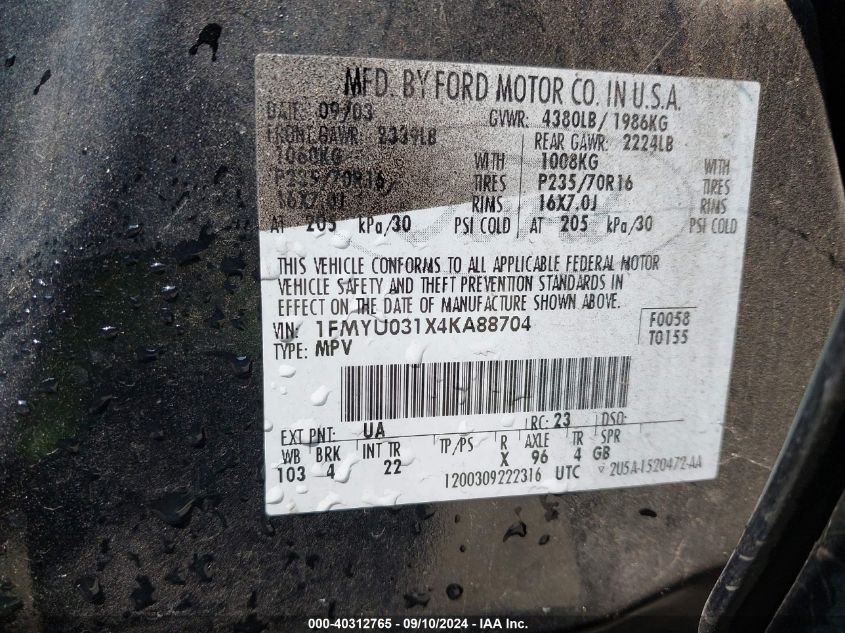 MFD. BY FORD MOTOR CO. IN U.S.A.
DATE: 09/03 GVWR: 4380LB/ 1986KG
FRONT GAWR: 2339LB REAR GAWR: 2224LB
1060KG WITH 1008KG WITH
P235/70R16 TIRES P235/70R16 TIRES
16X7.0J RIMS 16X7.0J RIMS
AT 205 kPa/30 PSI COLD AT 205 kPa/30 PSI COLD
THIS VEHICLE CONFORMS TO ALL APPLICABLE FEDERAL MOTOR
VEHICLE SAFETY AND THEFT PREVENTION STANDARDS IN
EFFECT ON THE DATE OF MANUFACTURE SHOWN ABOVE.
VIN: 1FMYU031X4KA88704 F0058
TYPE: MPV T0155
EXT PNT: UA RC: 23 DSO:
WB BRK INT TR TP/PS R AXLE TR SPR
103 4 22 X 96 4 GB
1200309222316 UTC 2U5A-1520472-AA
000-40312765 - 09/10/2024 - IAA Inc.